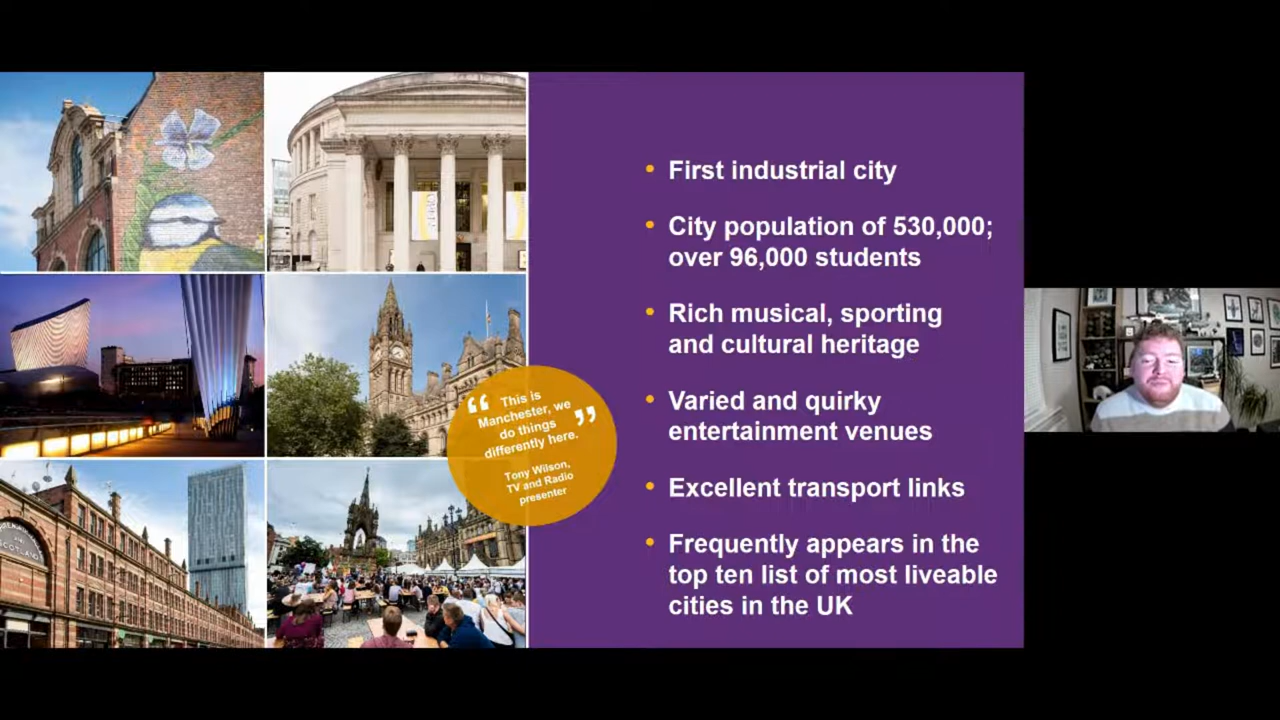 First industrial city
City population of 530,000;
over 96,000 students
Rich musical, sporting
and cultural heritage
Varied and quirky
entertainment venues
Excellent transport links
Frequently appears in the
top ten list of most liveable
cities in the UK
“ This is
Manchester, we
do things
differently here. ”
Tony Wilson,
TV and Radio
presenter